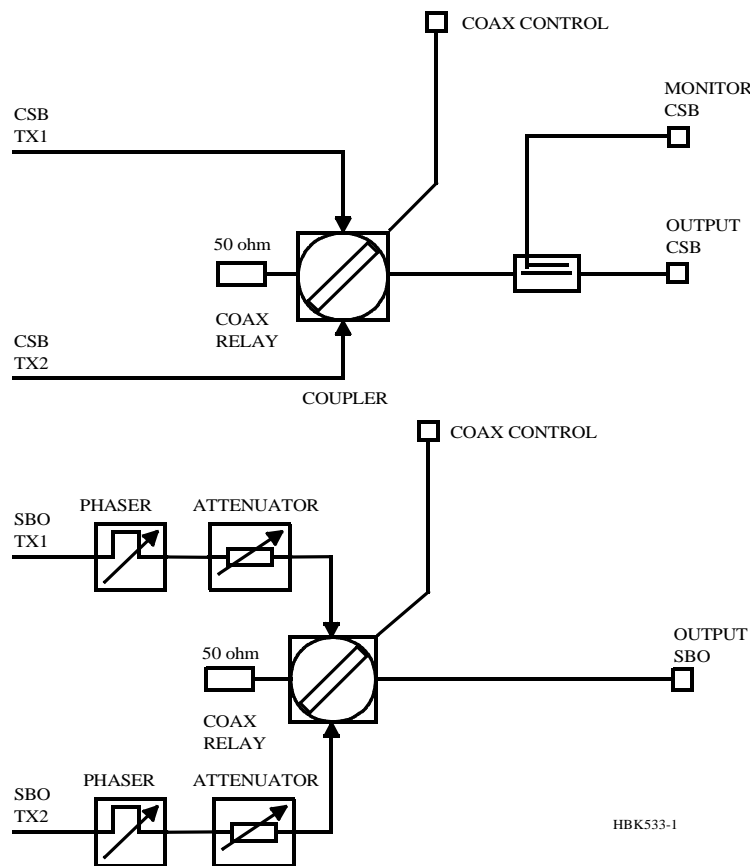 COAX CONTROL
MONITOR
CSB
CSB
TX1
OUTPUT
CSB
50 ohm
COAX
RELAY
CSB
TX2
COUPLER
COAX CONTROL
PHASER
ATTENUATOR
SBO
TX1
OUTPUT
SBO
50 ohm
COAX
RELAY
PHASER
ATTENUATOR
SBO
TX2
HBK533-1